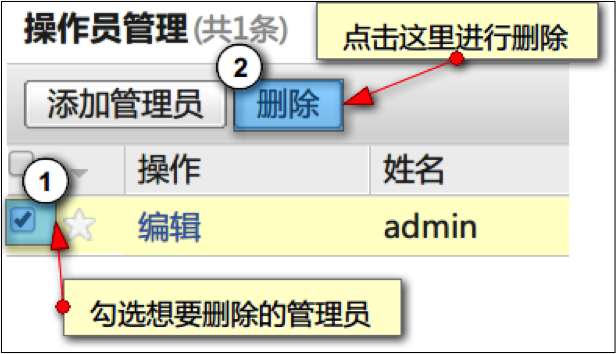 操作员管理(共1条)
点击这里进行删除
2
添加管理员 删除
1
操作 姓名
编辑 admin
勾选想要删除的管理员